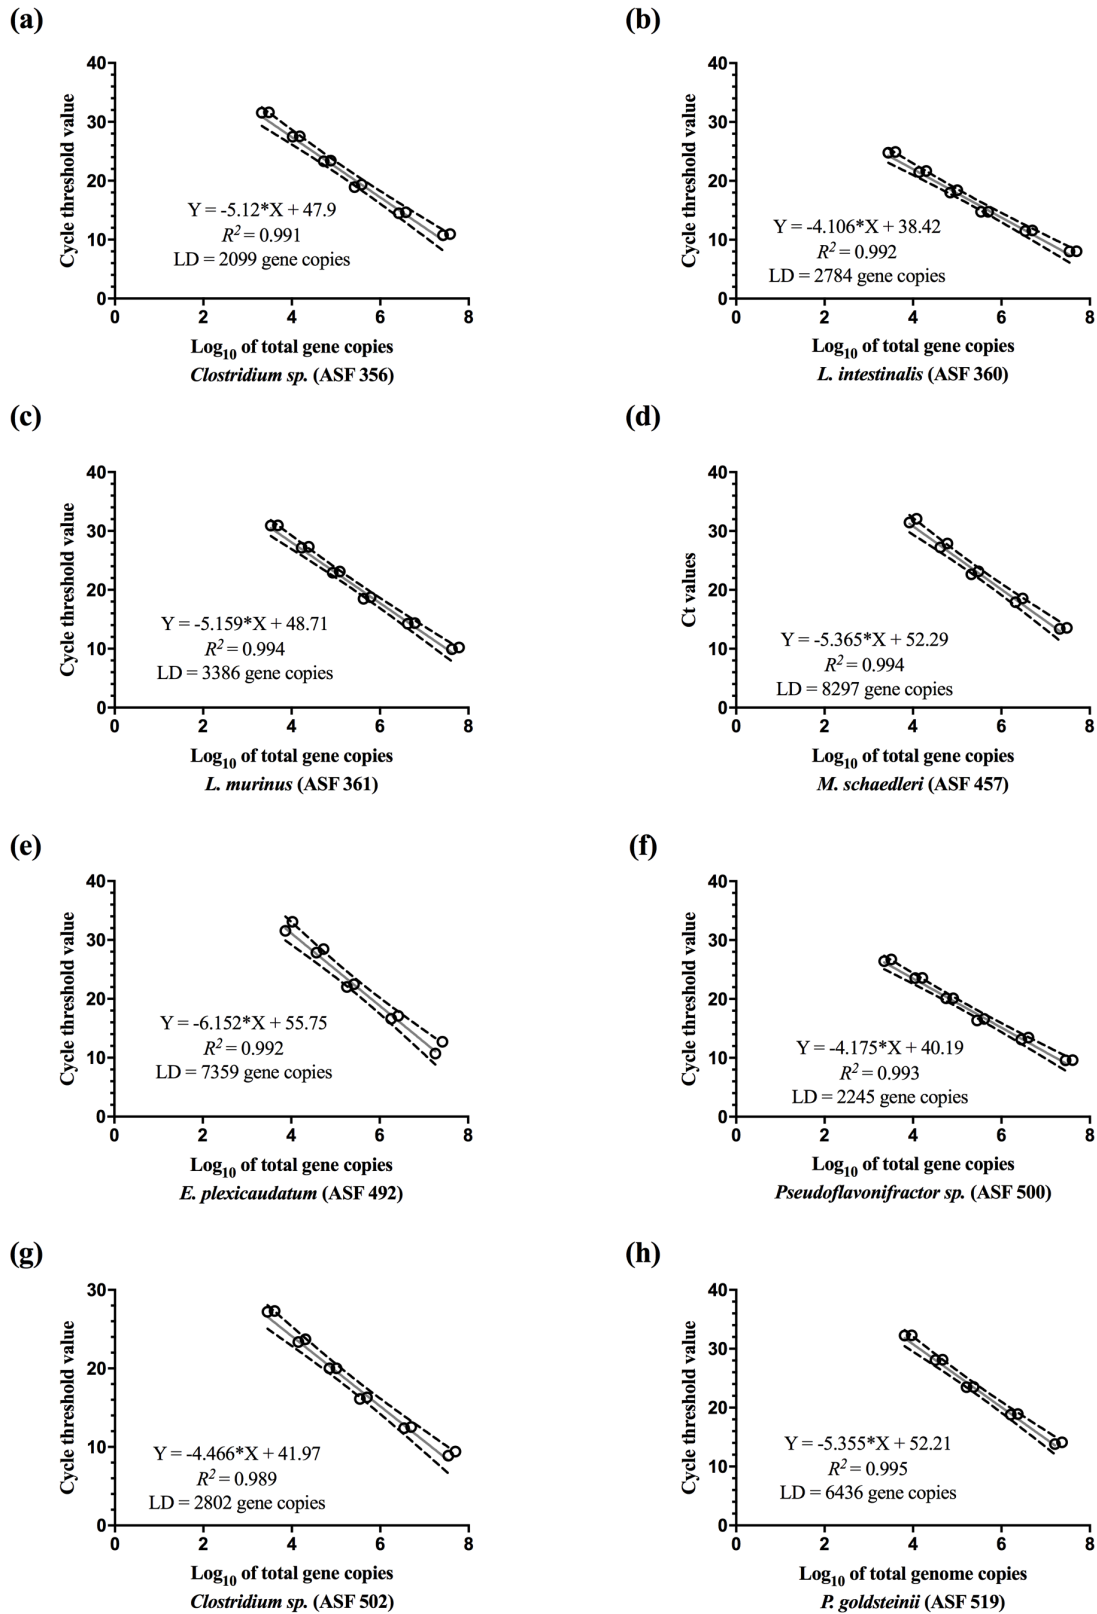 (a)
40
30
20
10
0
Cycle threshold value
Y = -5.12*X + 47.9
R² = 0.991
LD = 2099 gene copies
0 2 4 6 8
Log₁₀ of total gene copies
Clostridium sp. (ASF 356)
(b)
40
30
20
10
0
Cycle threshold value
Y = -4.106*X + 38.42
R² = 0.992
LD = 2784 gene copies
0 2 4 6 8
Log₁₀ of total gene copies
L. intestinalis (ASF 360)
(c)
40
30
20
10
0
Cycle threshold value
Y = -5.159*X + 48.71
R² = 0.994
LD = 3386 gene copies
0 2 4 6 8
Log₁₀ of total gene copies
L. murinus (ASF 361)
(d)
40
30
20
10
0
Ct values
Y = -5.365*X + 52.29
R² = 0.994
LD = 8297 gene copies
0 2 4 6 8
Log₁₀ of total gene copies
M. schaedleri (ASF 457)
(e)
40
30
20
10
0
Cycle threshold value
Y = -6.152*X + 55.75
R² = 0.992
LD = 7359 gene copies
0 2 4 6 8
Log₁₀ of total gene copies
E. plexicaudatum (ASF 492)
(f)
40
30
20
10
0
Cycle threshold value
Y = -4.175*X + 40.19
R² = 0.993
LD = 2245 gene copies
0 2 4 6 8
Log₁₀ of total gene copies
Pseudoflavonifractor sp. (ASF 500)
(g)
30
20
10
0
Cycle threshold value
Y = -4.466*X + 41.97
R² = 0.989
LD = 2802 gene copies
0 2 4 6 8
Log₁₀ of total gene copies
Clostridium sp. (ASF 502)
(h)
40
30
20
10
0
Cycle threshold value
Y = -5.355*X + 52.21
R² = 0.995
LD = 6436 gene copies
0 2 4 6 8
Log₁₀ of total genome copies
P. goldsteinii (ASF 519)